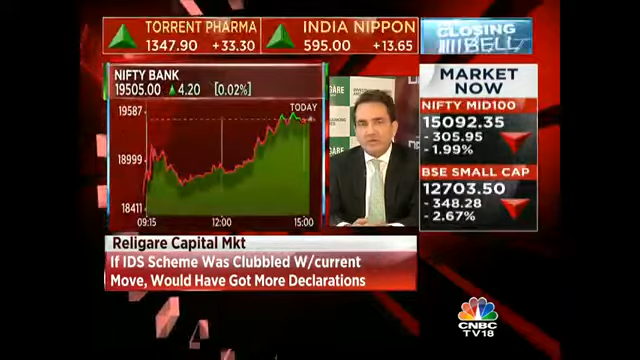 TORRENT PHARMA
1347.90 +33.30
INDIA NIPPON
595.00 +13.65
CLOSING
BELL
NIFTY BANK
19505.00 4.20 [0.02%]
TODAY
19587
18999
18411
09:15 12:00 15:00
MARKET
NOW
NIFTY MID100
15092.35
- 305.95
- 1.99%
BSE SMALL CAP
12703.50
- 348.28
- 2.67%
Religare Capital Mkt
If IDS Scheme Was Clubbled W/current
Move, Would Have Got More Declarations
CNBC
TV18